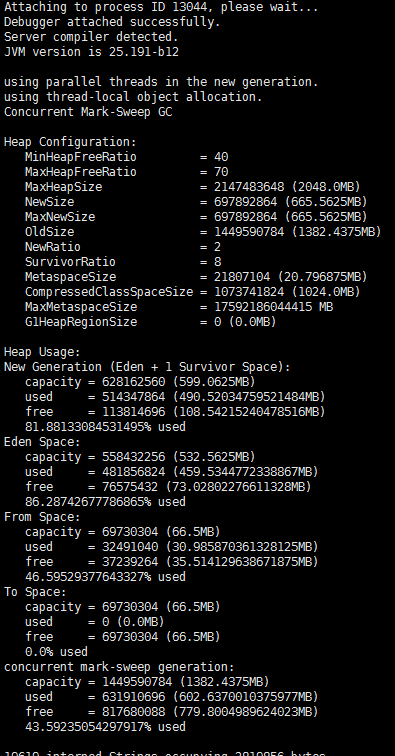 Attaching to process ID 13044, please wait...
Debugger attached successfully.
Server compiler detected.
JVM version is 25.191-b12
using parallel threads in the new generation.
using thread-local object allocation.
Concurrent Mark-Sweep GC
Heap Configuration:
MinHeapFreeRatio = 40
MaxHeapFreeRatio = 70
MaxHeapSize = 2147483648 (2048.0MB)
NewSize = 697892864 (665.5625MB)
MaxNewSize = 697892864 (665.5625MB)
OldSize = 1449590784 (1382.4375MB)
NewRatio = 2
SurvivorRatio = 8
MetaspaceSize = 21807104 (20.796875MB)
CompressedClassSpaceSize = 1073741824 (1024.0MB)
MaxMetaspaceSize = 17592186044415 MB
G1HeapRegionSize = 0 (0.0MB)
Heap Usage:
New Generation (Eden + 1 Survivor Space):
capacity = 628162560 (599.0625MB)
used = 514347864 (490.52034759521484MB)
free = 113814696 (108.54215240478516MB)
81.88133084531495% used
Eden Space:
capacity = 558432256 (532.5625MB)
used = 481856824 (459.5344772338867MB)
free = 76575432 (73.02802276611328MB)
86.28742677786865% used
From Space:
capacity = 69730304 (66.5MB)
used = 32491040 (30.985870361328125MB)
free = 37239264 (35.514129638671875MB)
46.59529377643327% used
To Space:
capacity = 69730304 (66.5MB)
used = 0 (0.0MB)
free = 69730304 (66.5MB)
0.0% used
concurrent mark-sweep generation:
capacity = 1449590784 (1382.4375MB)
used = 631910696 (602.6370010375977MB)
free = 817680088 (779.8004989624023MB)
43.59235054297917% used
interned Strings occupying bytes